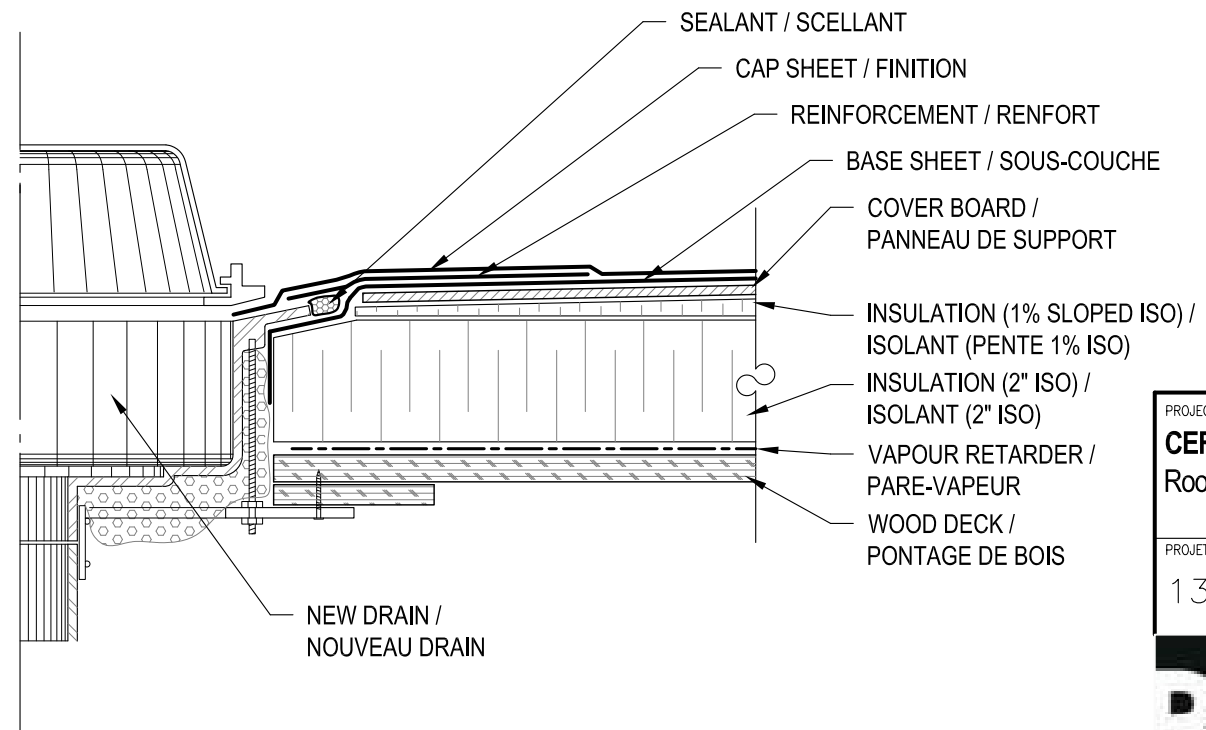 SEALANT / SCELLANT
CAP SHEET / FINITION
REINFORCEMENT / RENFORT
BASE SHEET / SOUS-COUCHE
COVER BOARD /
PANNEAU DE SUPPORT
INSULATION (1% SLOPED ISO) /
ISOLANT (PENTE 1% ISO)
INSULATION (2" ISO) /
ISOLANT (2" ISO)
VAPOUR RETARDER /
PARE-VAPEUR
WOOD DECK /
PONTAGE DE BOIS
NEW DRAIN /
NOUVEAU DRAIN
PROJET
13